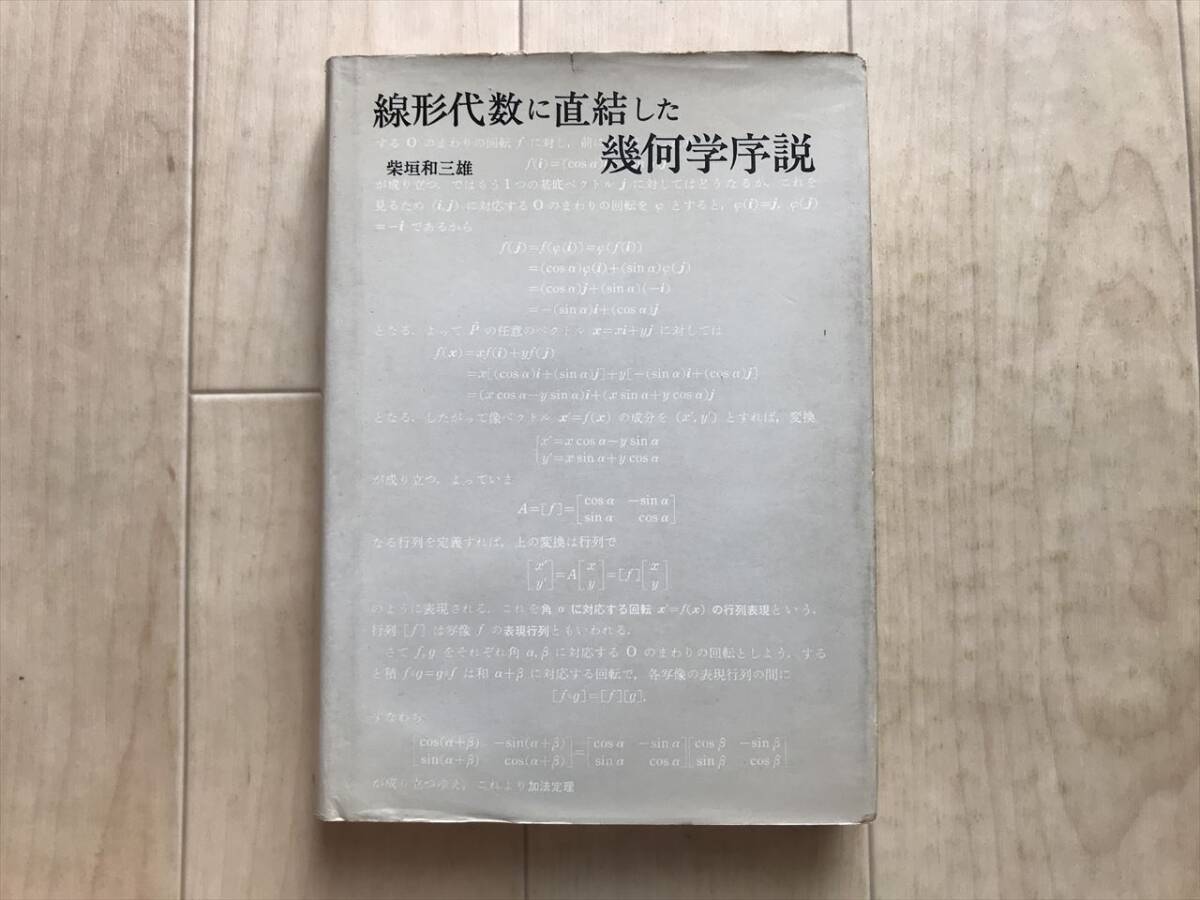 線形代数に直結した
幾何学序説
柴垣和三雄
する O のまわりの回転 f に対し，前に
f(i)=(cos α)
が成り立つ．ではもう1つの基底ベクトル j に対してはどうなるか．これを
見るため (i,j) に対応する O のまわりの回転を φ とすると，φ(i)=j，φ(j)
=−i であるから
f(j)=f(φ(i))=φ(f(i))
=(cos α)φ(i)+(sin α)φ(j)
=(cos α)j+(sin α)(−i)
=−(sin α)i+(cos α)j
となる．よって P の任意のベクトル x=xi+yj に対しては
f(x)=xf(i)+yf(j)
=x[(cos α)i+(sin α)j]+y[−(sin α)i+(cos α)j]
=(x cos α−y sin α)i+(x sin α+y cos α)j
となる．したがって像ベクトル x'=f(x) の成分を (x', y') とすれば，変換
x'=x cos α−y sin α
y'=x sin α+y cos α
が成り立つ．よっていま
A=[f]=[cos α −sin α
sin α cos α]
なる行列を定義すれば，上の変換は行列で
[x' y']=A[x y]=[f][x y]
のように表現される．これを角 α に対応する回転 x'=f(x) の行列表現という．
行列 [f] は写像 f の表現行列ともいわれる．
さて f,g をそれぞれ角 α,β に対応する O のまわりの回転としよう．する
と積 f∘g=g∘f は和 α+β に対応する回転で，各写像の表現行列の間に
[f∘g]=[f][g],
すなわち
[cos(α+β) −sin(α+β)]=[cos α −sin α][cos β −sin β]
[sin(α+β) cos(α+β)] [sin α cos α][sin β cos β]
が成り立つゆえ，これより加法定理